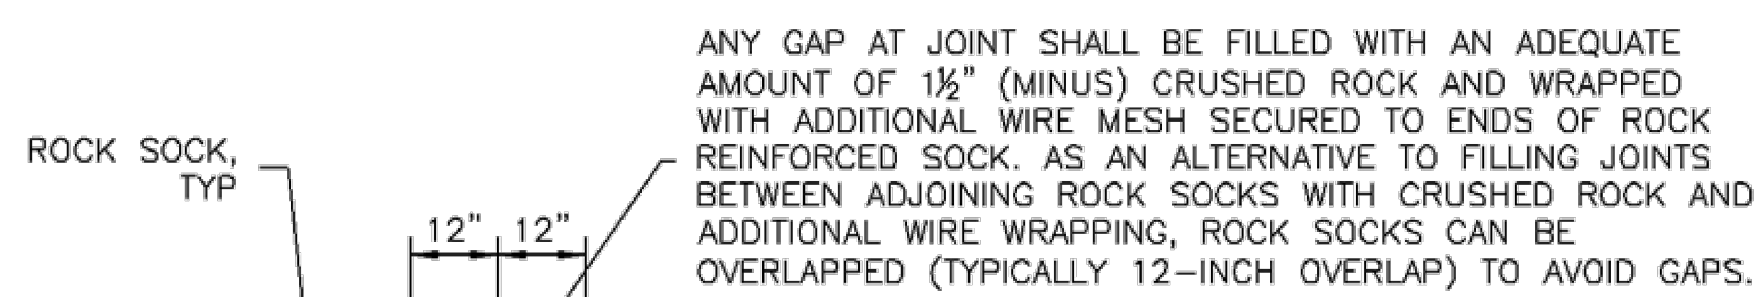 ANY GAP AT JOINT SHALL BE FILLED WITH AN ADEQUATE
AMOUNT OF 1½" (MINUS) CRUSHED ROCK AND WRAPPED
WITH ADDITIONAL WIRE MESH SECURED TO ENDS OF ROCK
REINFORCED SOCK. AS AN ALTERNATIVE TO FILLING JOINTS
BETWEEN ADJOINING ROCK SOCKS WITH CRUSHED ROCK AND
ADDITIONAL WIRE WRAPPING, ROCK SOCKS CAN BE
OVERLAPPED (TYPICALLY 12-INCH OVERLAP) TO AVOID GAPS.
ROCK SOCK,
TYP
12" 12"